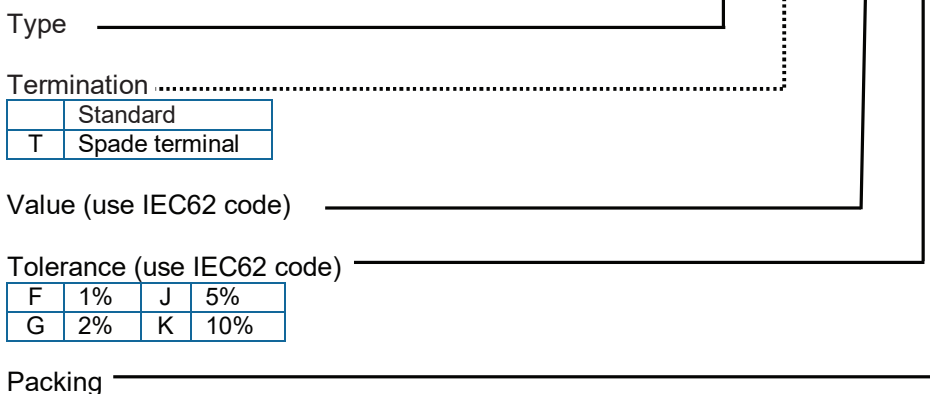 Type
Termination
Standard
T Spade terminal
Value (use IEC62 code)
Tolerance (use IEC62 code)
F 1% J 5%
G 2% K 10%
Packing